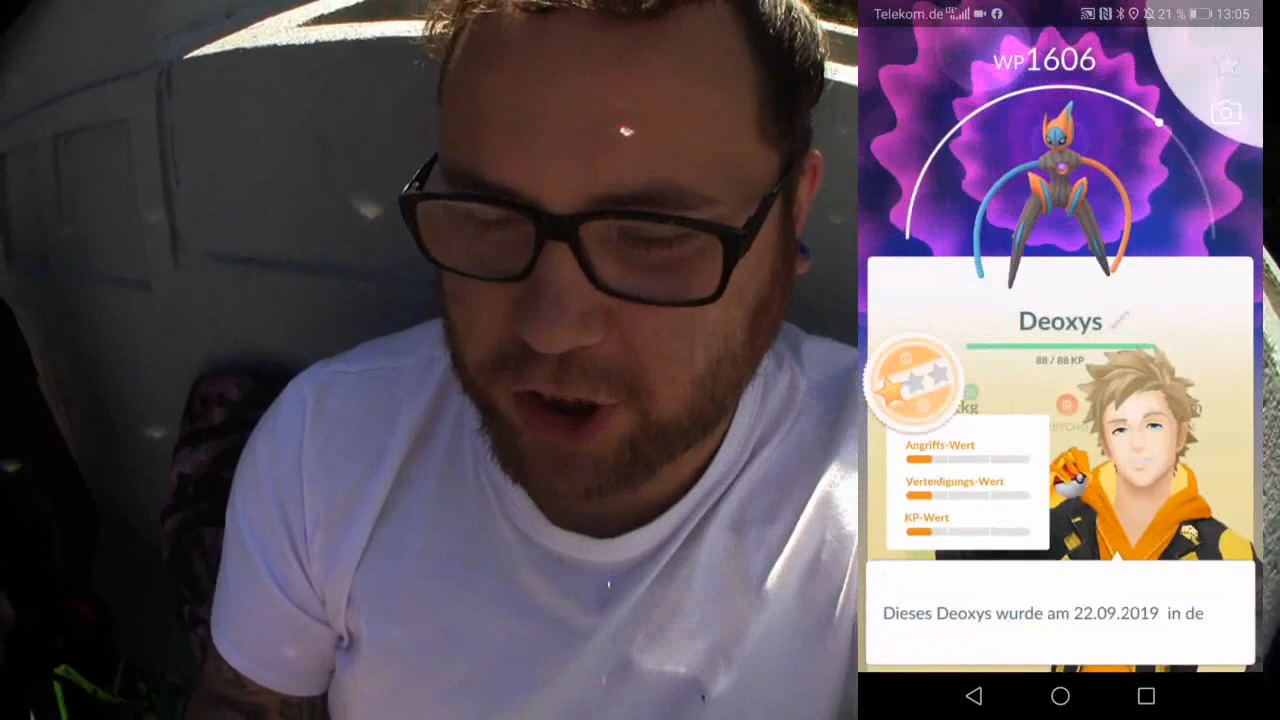 Telekom.de 21 % 13:05
WP1606
Deoxys
88 / 88 KP
kg
Angriffs-Wert
Verteidigungs-Wert
KP-Wert
Dieses Deoxys wurde am 22.09.2019 in de